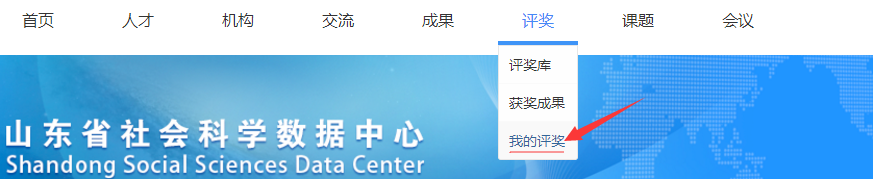 首页 人才 机构 交流 成果 评奖 课题 会议
评奖库
获奖成果
我的评奖
山东省社会科学数据中心
Shandong Social Sciences Data Center